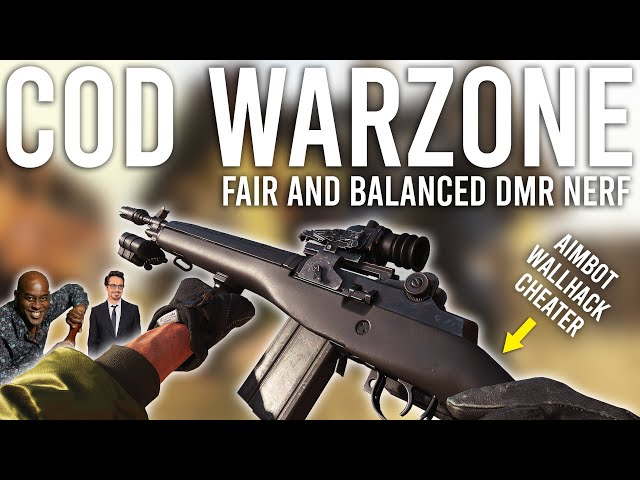 COD WARZONE
FAIR AND BALANCED DMR NERF
AIMBOT
WALLHACK
CHEATER